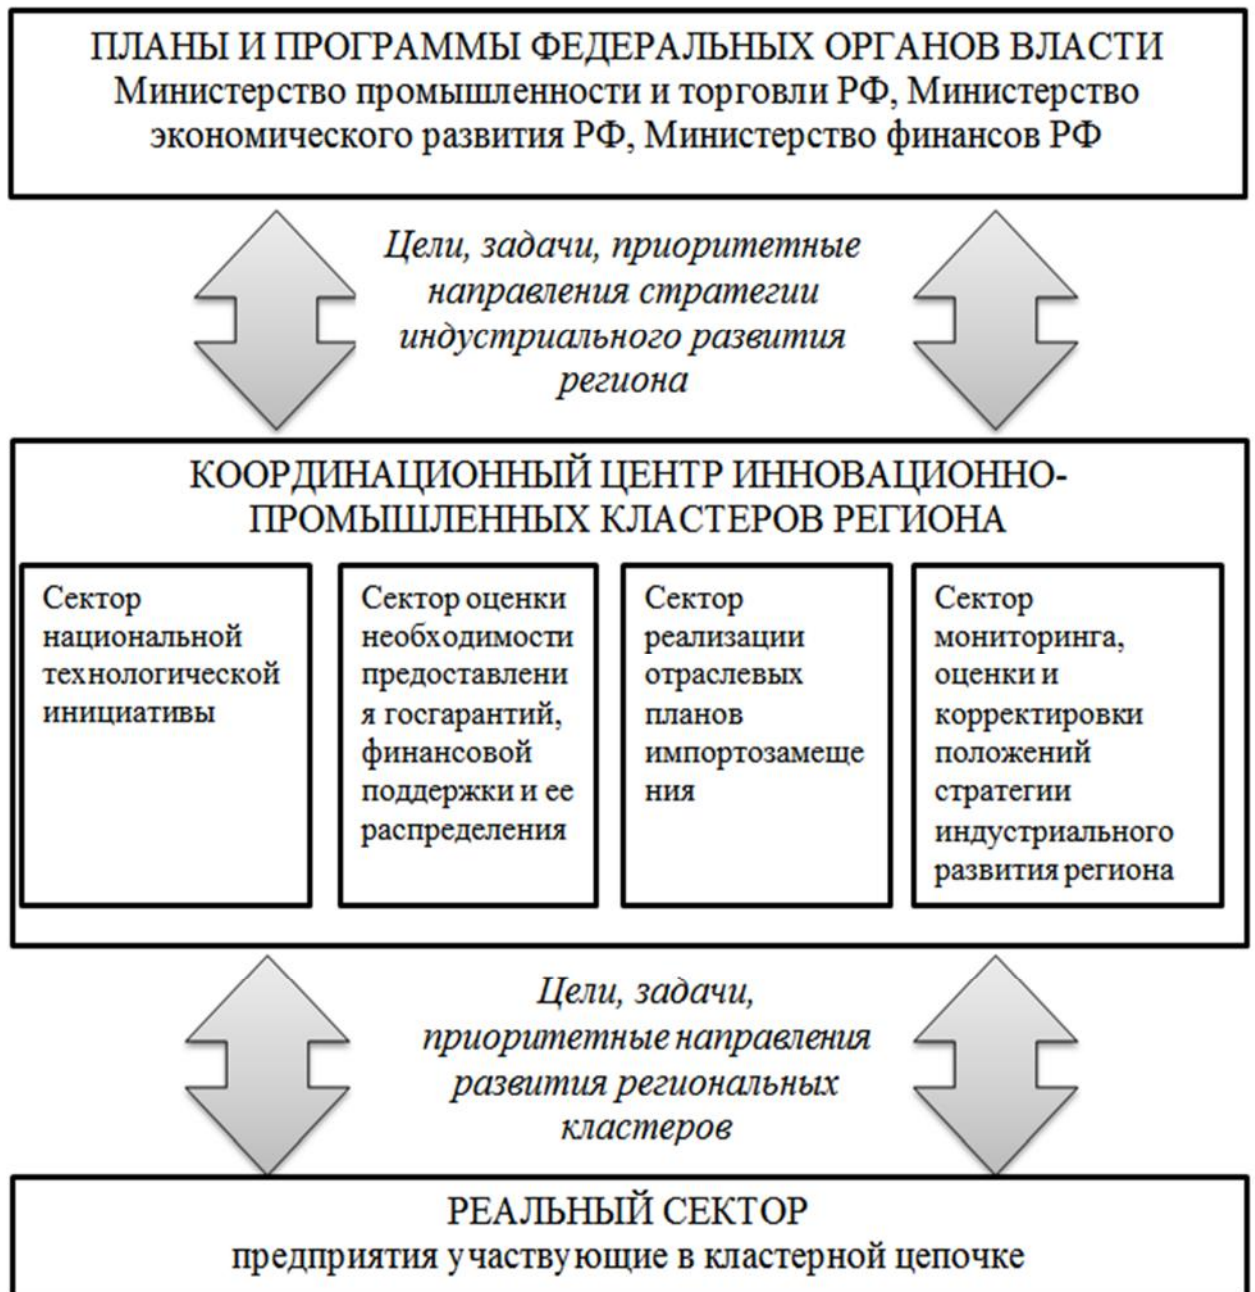 ПЛАНЫ И ПРОГРАММЫ ФЕДЕРАЛЬНЫХ ОРГАНОВ ВЛАСТИ
Министерство промышленности и торговли РФ, Министерство
экономического развития РФ, Министерство финансов РФ
Цели, задачи, приоритетные
направления стратегии
индустриального развития
региона
КООРДИНАЦИОННЫЙ ЦЕНТР ИННОВАЦИОННО-
ПРОМЫШЛЕННЫХ КЛАСТЕРОВ РЕГИОНА
Сектор
национальной
технологической
инициативы
Сектор оценки
необходимости
предоставлени
я госгарантий,
финансовой
поддержки и ее
распределения
Сектор
реализации
отраслевых
планов
импортозамеще
ния
Сектор
мониторинга,
оценки и
корректировки
положений
стратегии
индустриального
развития региона
Цели, задачи,
приоритетные направления
развития региональных
кластеров
РЕАЛЬНЫЙ СЕКТОР
предприятия участвующие в кластерной цепочке